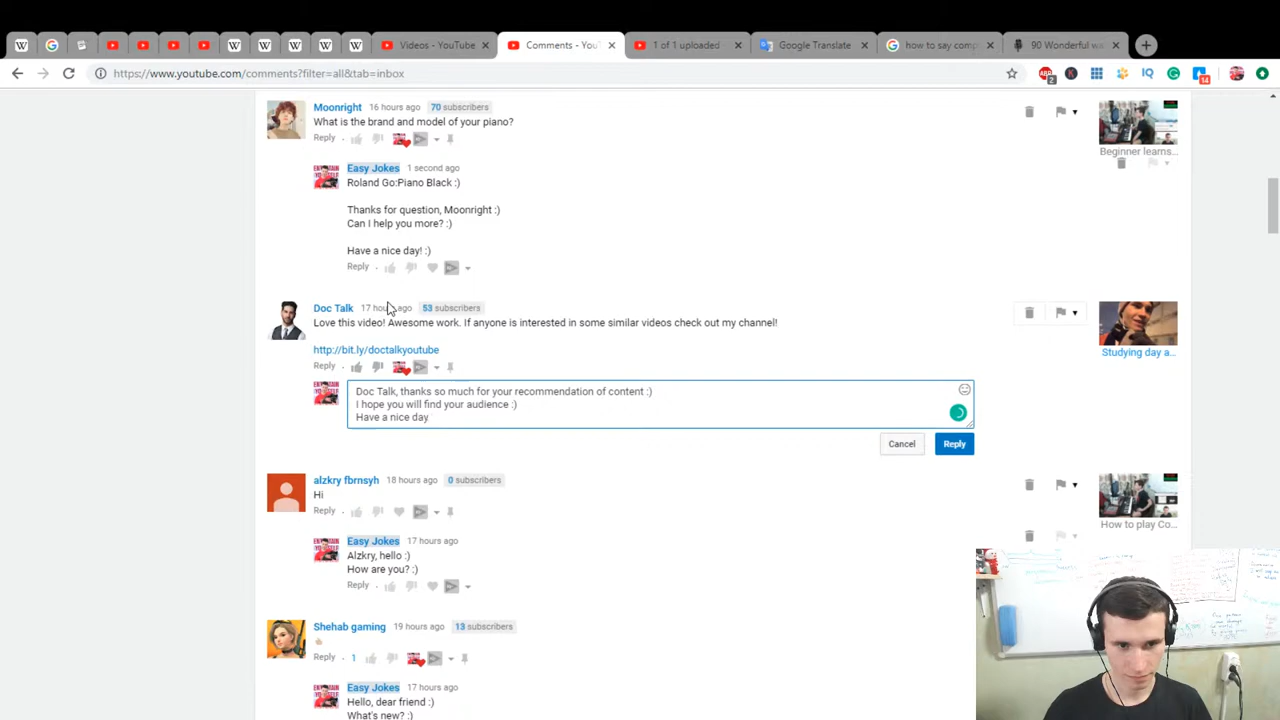 Videos - YouTube
Comments - You
1 of 1 uploaded
Google Translate
how to say comp
90 Wonderful wa
https://www.youtube.com/comments?filter=all&tab=inbox
2
14
Moonright 16 hours ago 70 subscribers
What is the brand and model of your piano?
Reply
Beginner learns...
Easy Jokes 1 second ago
Roland Go:Piano Black :)
Thanks for question, Moonright :)
Can I help you more? :)
Have a nice day! :)
Reply
Doc Talk 17 hours ago 53 subscribers
Love this video! Awesome work. If anyone is interested in some similar videos check out my channel!
http://bit.ly/doctalkyoutube
Studying day a...
Reply
Doc Talk, thanks so much for your recommendation of content :)
I hope you will find your audience :)
Have a nice day
Cancel Reply
alzkry fbrnsyh 18 hours ago 0 subscribers
Hi
Reply
How to play Co...
Easy Jokes 17 hours ago
Alzkry, hello :)
How are you? :)
Reply
Shehab gaming 19 hours ago 13 subscribers
Reply 1
Easy Jokes 17 hours ago
Hello, dear friend :)
What's new? :)